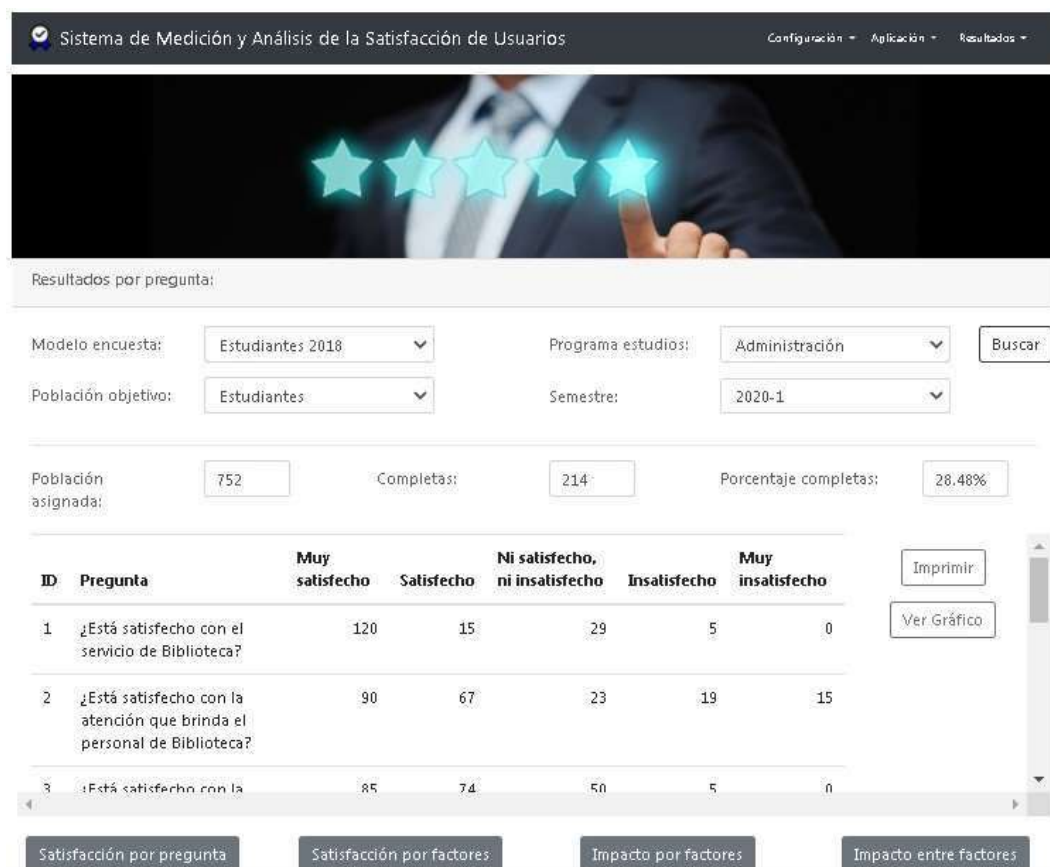 Sistema de Medición y Análisis de la Satisfacción de Usuarios
Configuración Aplicación Resultados
Resultados por pregunta:
Modelo encuesta: Estudiantes 2018 Programa estudios: Administración Buscar
Población objetivo: Estudiantes Semestre: 2020-1
Población asignada: 752 Completas: 214 Porcentaje completas: 28.48%
ID Pregunta Muy satisfecho Satisfecho Ni satisfecho, ni insatisfecho Insatisfecho Muy insatisfecho
Imprimir
Ver Gráfico
1 ¿Está satisfecho con el 120 15 29 5 0
servicio de Biblioteca?
2 ¿Está satisfecho con la 90 67 23 19 15
atención que brinda el
personal de Biblioteca?
3 ¿Está satisfecho con la 85 74 50 5 0
Satisfacción por pregunta Satisfacción por factores Impacto por factores Impacto entre factores